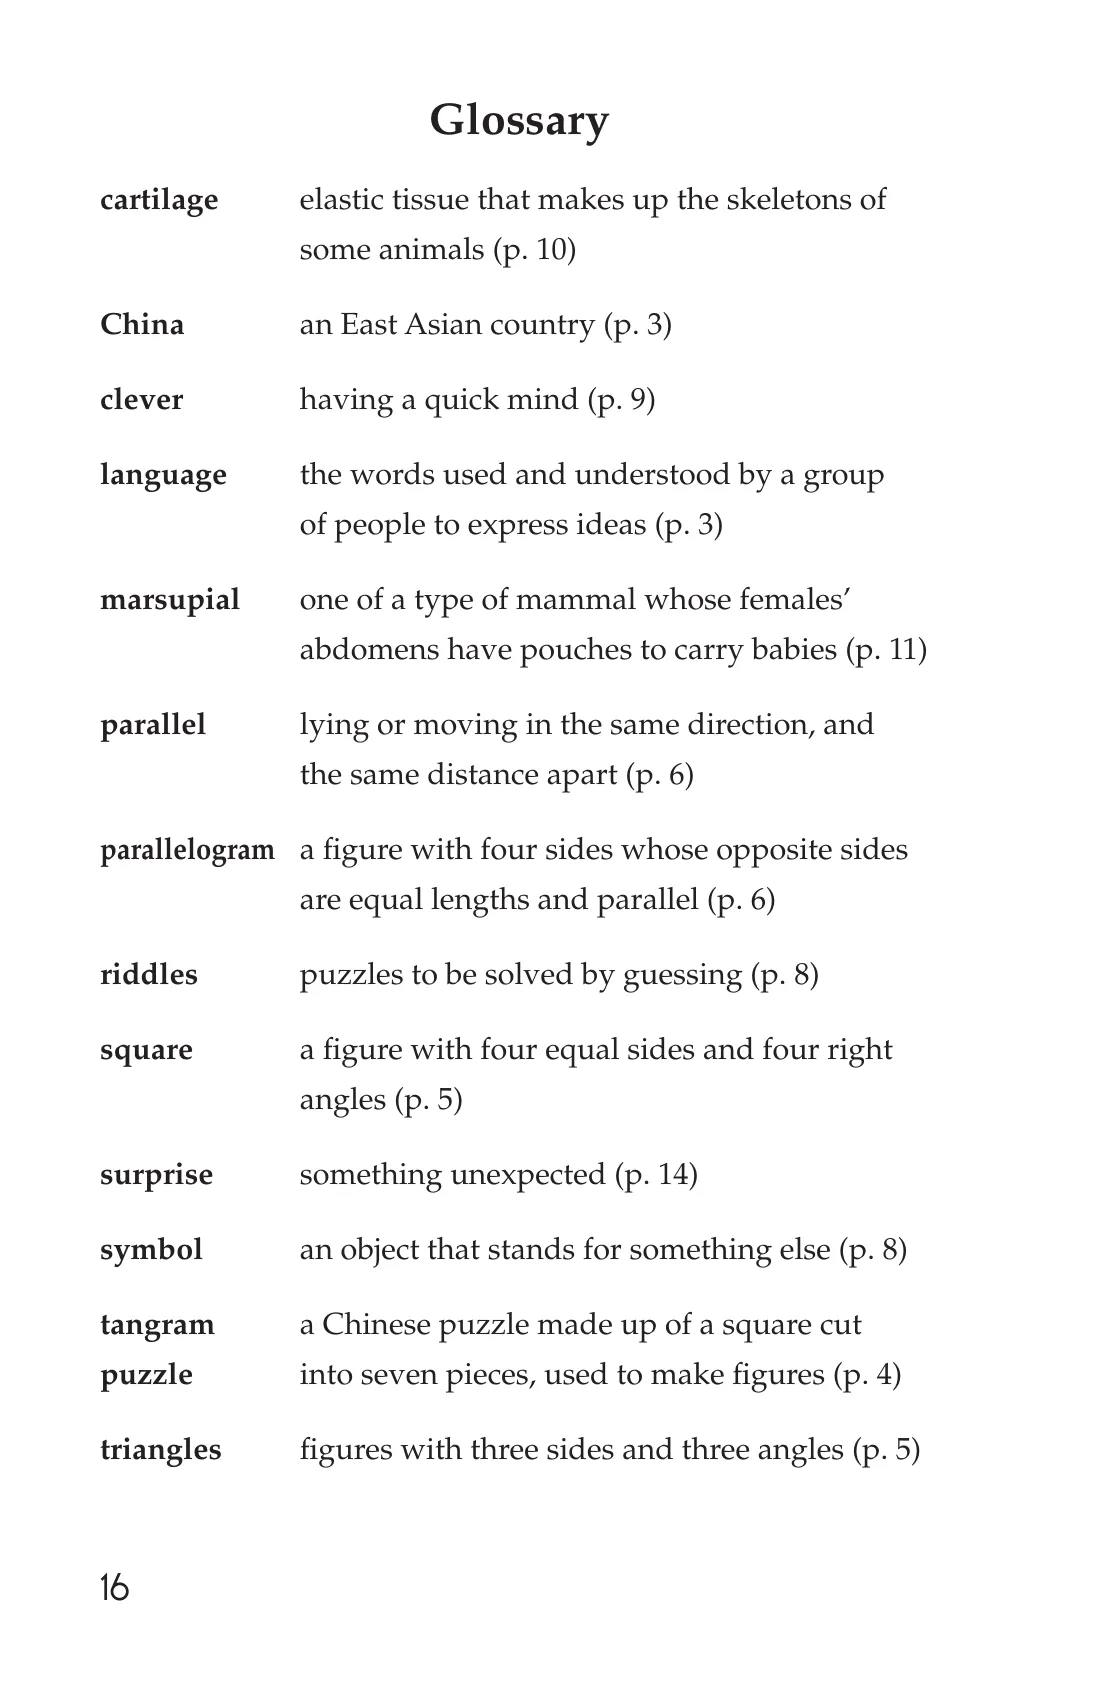 Glossary
cartilage elastic tissue that makes up the skeletons of
some animals (p. 10)
China an East Asian country (p. 3)
clever having a quick mind (p. 9)
language the words used and understood by a group
of people to express ideas (p. 3)
marsupial one of a type of mammal whose females’
abdomens have pouches to carry babies (p. 11)
parallel lying or moving in the same direction, and
the same distance apart (p. 6)
parallelogram a figure with four sides whose opposite sides
are equal lengths and parallel (p. 6)
riddles puzzles to be solved by guessing (p. 8)
square a figure with four equal sides and four right
angles (p. 5)
surprise something unexpected (p. 14)
symbol an object that stands for something else (p. 8)
tangram a Chinese puzzle made up of a square cut
puzzle into seven pieces, used to make figures (p. 4)
triangles figures with three sides and three angles (p. 5)
16